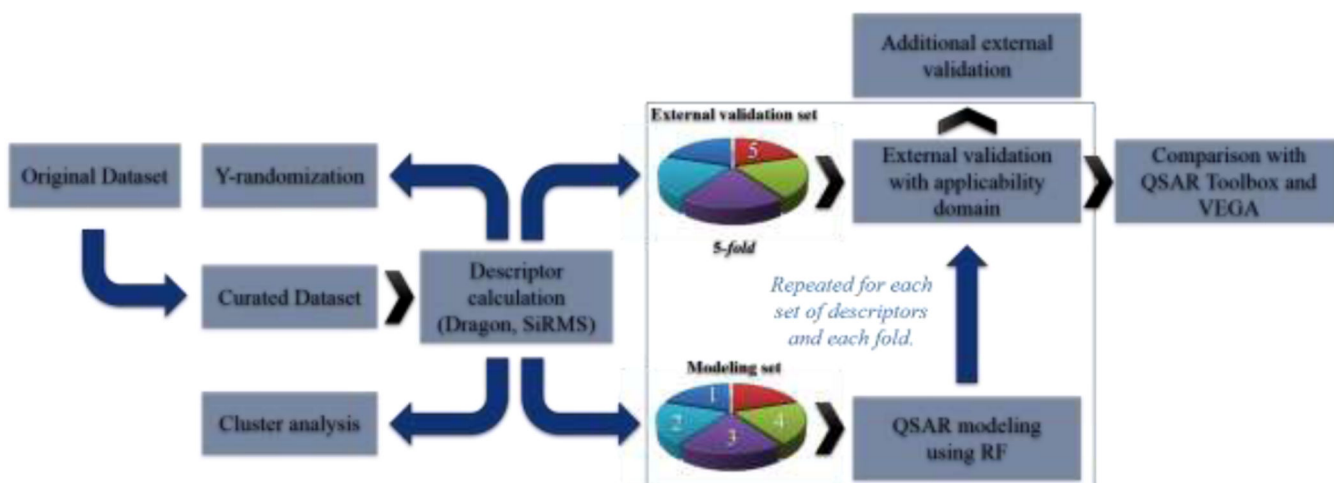 Additional external
validation
External validation set
5
5-fold
Original Dataset
Y-randomization
External validation
with applicability
domain
Comparison with
QSAR Toolbox and
VEGA
Curated Dataset
Descriptor
calculation
(Dragon, SiRMS)
Repeated for each
set of descriptors
and each fold.
Cluster analysis
Modeling set
1
2
3
4
QSAR modeling
using RF